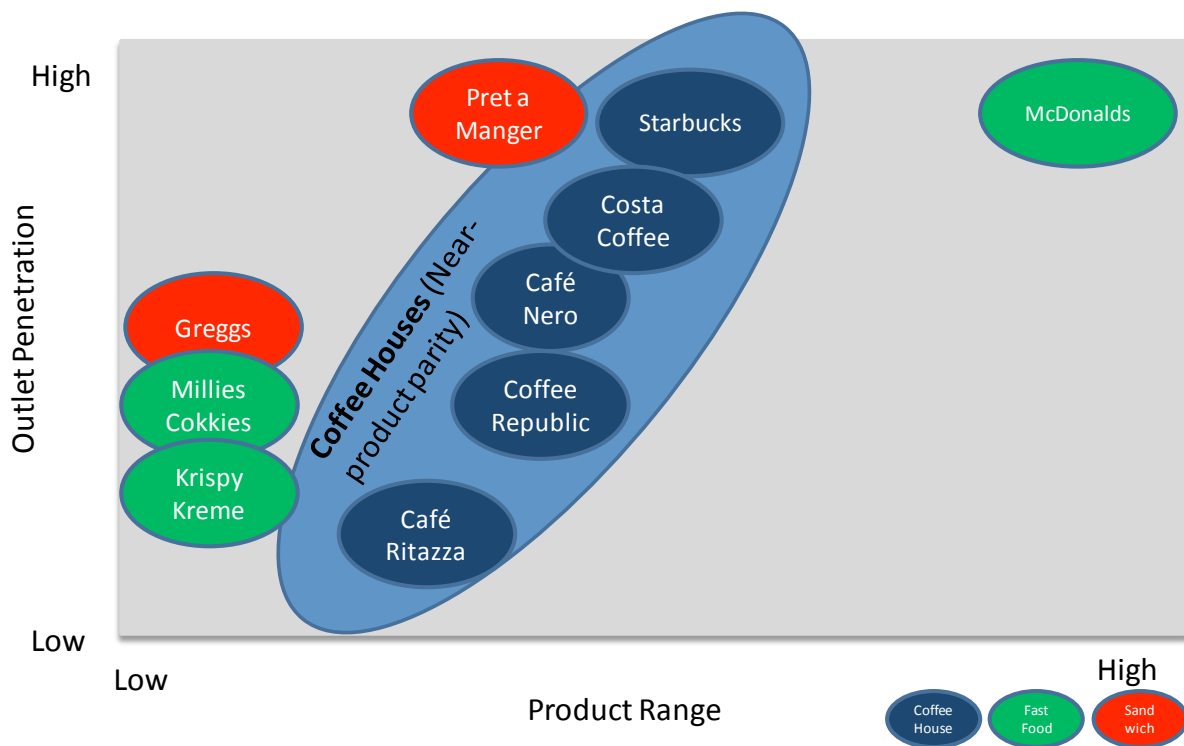 High
Pret a
Manger
Starbucks
McDonalds
Costa
Coffee
Café
Nero
Coffee Houses (Near-
product parity)
Greggs
Millies
Cokkies
Coffee
Republic
Krispy
Kreme
Café
Ritazza
Outlet Penetration
Low
Low
High
Product Range
Coffee
House
Fast
Food
Sand
wich